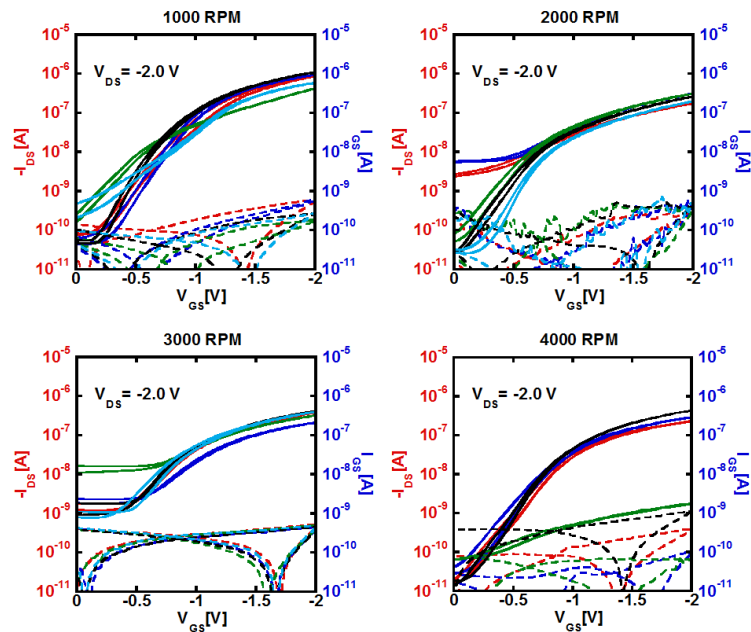 1000 RPM
10^-5 10^-5
10^-6 10^-6
V_DS= -2.0 V
10^-7 10^-7
-I_DS[A] I_GS[A]
10^-8 10^-8
10^-9 10^-9
10^-10 10^-10
10^-11 10^-11
0 -0.5 -1 -1.5 -2
V_GS[V]
2000 RPM
10^-5 10^-5
10^-6 10^-6
V_DS= -2.0 V
10^-7 10^-7
-I_DS[A] I_GS[A]
10^-8 10^-8
10^-9 10^-9
10^-10 10^-10
10^-11 10^-11
0 -0.5 -1 -1.5 -2
V_GS[V]
3000 RPM
10^-5 10^-5
V_DS= -2.0 V
10^-6 10^-6
10^-7 10^-7
-I_DS[A] I_GS[A]
10^-8 10^-8
10^-9 10^-9
10^-10 10^-10
10^-11 10^-11
0 -0.5 -1 -1.5 -2
V_GS[V]
4000 RPM
10^-5 10^-5
V_DS= -2.0 V
10^-6 10^-6
10^-7 10^-7
-I_DS[A] I_GS[A]
10^-8 10^-8
10^-9 10^-9
10^-10 10^-10
10^-11 10^-11
0 -0.5 -1 -1.5 -2
V_GS[V]